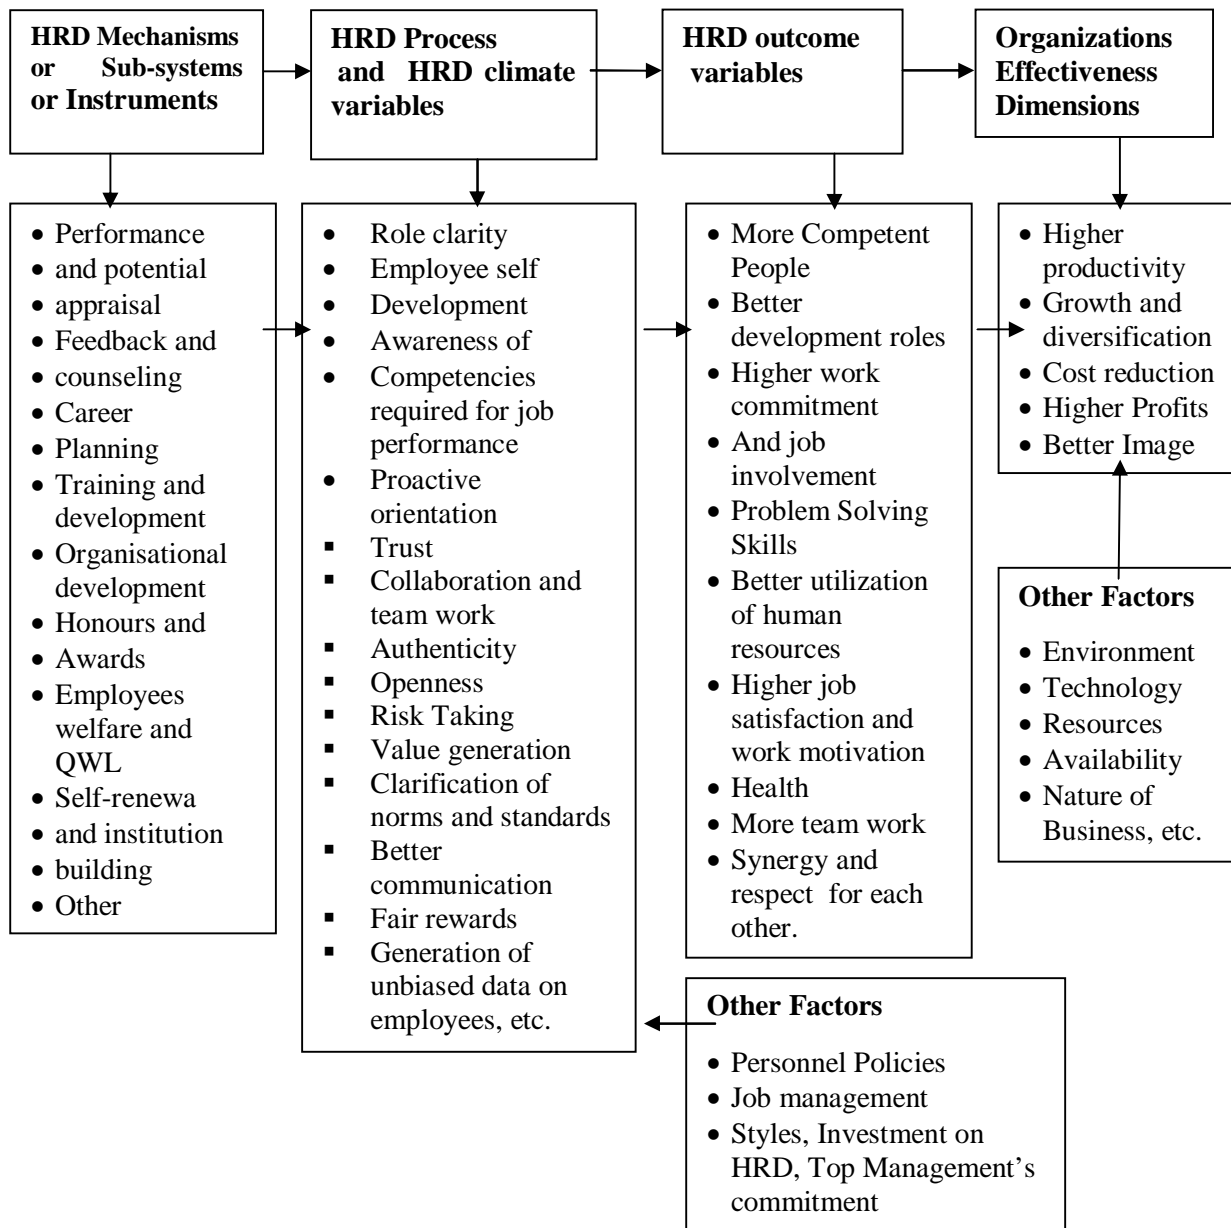 HRD Mechanisms
or Sub-systems
or Instruments
HRD Process
and HRD climate
variables
HRD outcome
variables
Organizations
Effectiveness
Dimensions
• Performance
• and potential
• appraisal
• Feedback and
• counseling
• Career
• Planning
• Training and
development
• Organisational
development
• Honours and
• Awards
• Employees
welfare and
QWL
• Self-renewa
• and institution
• building
• Other
• Role clarity
• Employee self
• Development
• Awareness of
• Competencies
required for job
performance
• Proactive
orientation
▪ Trust
▪ Collaboration and
team work
▪ Authenticity
▪ Openness
▪ Risk Taking
▪ Value generation
▪ Clarification of
norms and standards
▪ Better
communication
▪ Fair rewards
▪ Generation of
unbiased data on
employees, etc.
• More Competent
People
• Better
development roles
• Higher work
commitment
• And job
involvement
• Problem Solving
Skills
• Better utilization
of human
resources
• Higher job
satisfaction and
work motivation
• Health
• More team work
• Synergy and
respect for each
other.
• Higher
productivity
• Growth and
diversification
• Cost reduction
• Higher Profits
• Better Image
Other Factors
• Environment
• Technology
• Resources
• Availability
• Nature of
Business, etc.
Other Factors
• Personnel Policies
• Job management
• Styles, Investment on
HRD, Top Management’s
commitment